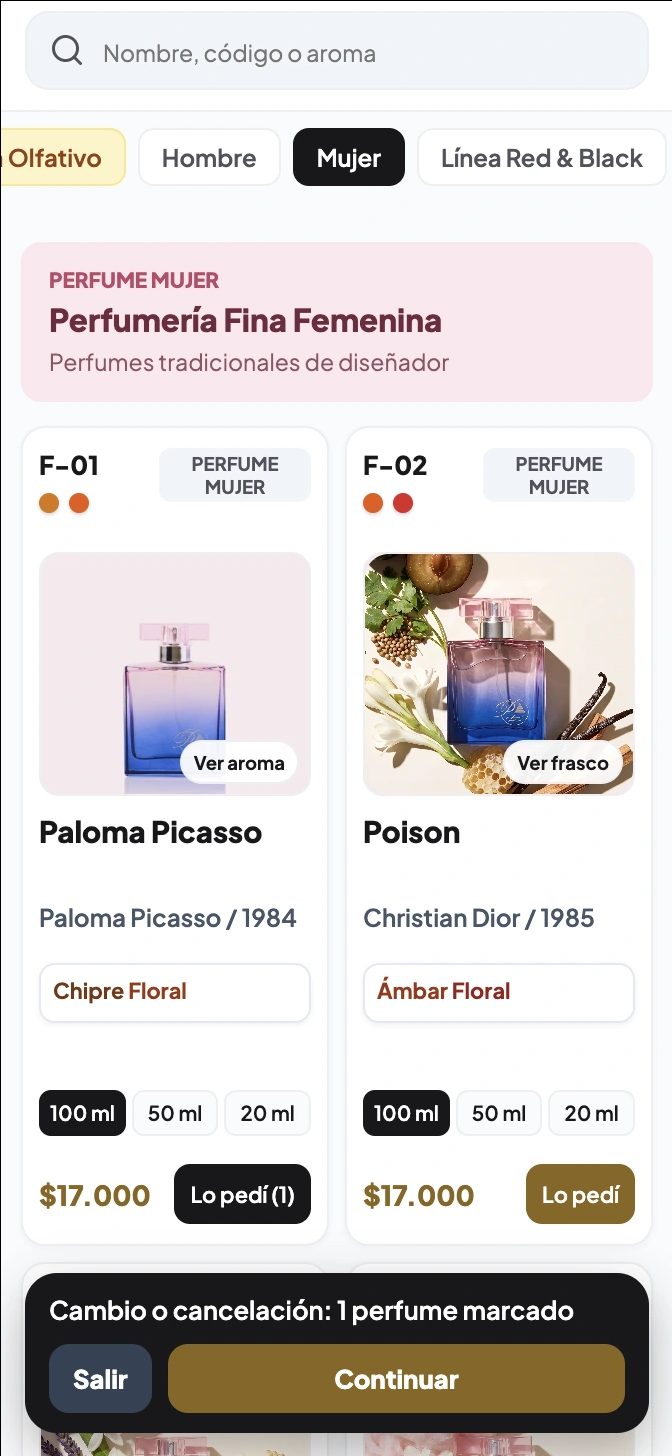 Nombre, código o aroma
Olfativo
Hombre
Mujer
Línea Red & Black
PERFUME MUJER
Perfumería Fina Femenina
Perfumes tradicionales de diseñador
F-01
PERFUME
MUJER
Ver aroma
Paloma Picasso
Paloma Picasso / 1984
Chipre Floral
100 ml
50 ml
20 ml
$17.000
Lo pedí (1)
F-02
PERFUME
MUJER
Ver frasco
Poison
Christian Dior / 1985
Ámbar Floral
100 ml
50 ml
20 ml
$17.000
Lo pedí
Cambio o cancelación: 1 perfume marcado
Salir
Continuar